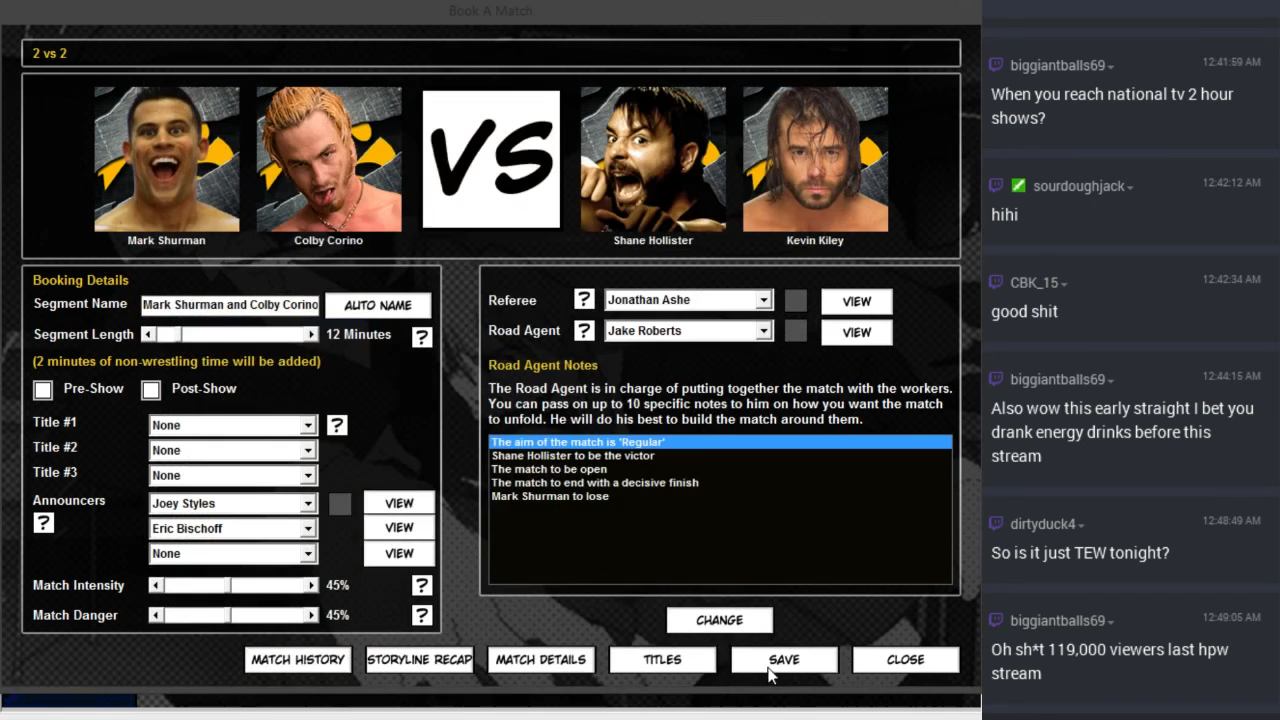 Book A Match
2 vs 2
VS
Mark Shurman
Colby Corino
Shane Hollister
Kevin Kiley
Booking Details
Segment Name
Mark Shurman and Colby Corino
AUTO NAME
Segment Length
12 Minutes
?
(2 minutes of non-wrestling time will be added)
Pre-Show
Post-Show
Title #1
None
?
Title #2
None
Title #3
None
Announcers
Joey Styles
VIEW
?
Eric Bischoff
VIEW
None
VIEW
Match Intensity
45%
?
Match Danger
45%
?
Referee
?
Jonathan Ashe
VIEW
Road Agent
?
Jake Roberts
VIEW
Road Agent Notes
The Road Agent is in charge of putting together the match with the workers.
You can pass on up to 10 specific notes to him on how you want the match
to unfold. He will do his best to build the match around them.
The aim of the match is 'Regular'
Shane Hollister to be the victor
The match to be open
The match to end with a decisive finish
Mark Shurman to lose
CHANGE
MATCH HISTORY
STORYLINE RECAP
MATCH DETAILS
TITLES
SAVE
CLOSE
biggiantballs69
12:41:59 AM
When you reach national tv 2 hour
shows?
sourdoughjack
12:42:12 AM
hihi
CBK_15
12:42:34 AM
good shit
biggiantballs69
12:44:15 AM
Also wow this early straight I bet you
drank energy drinks before this
stream
dirtyduck4
12:48:49 AM
So is it just TEW tonight?
biggiantballs69
12:49:05 AM
Oh sh*t 119,000 viewers last hpw
stream